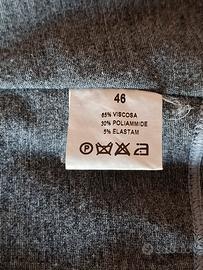 46
65% VISCOSA
30% POLIAMMIDE
5% ELASTAM
P